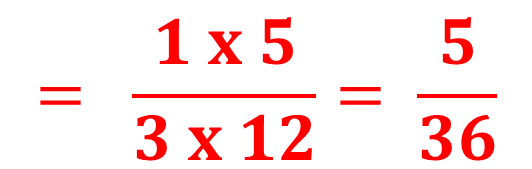 1 x 5 5
= ― = ―
3 x 12 36